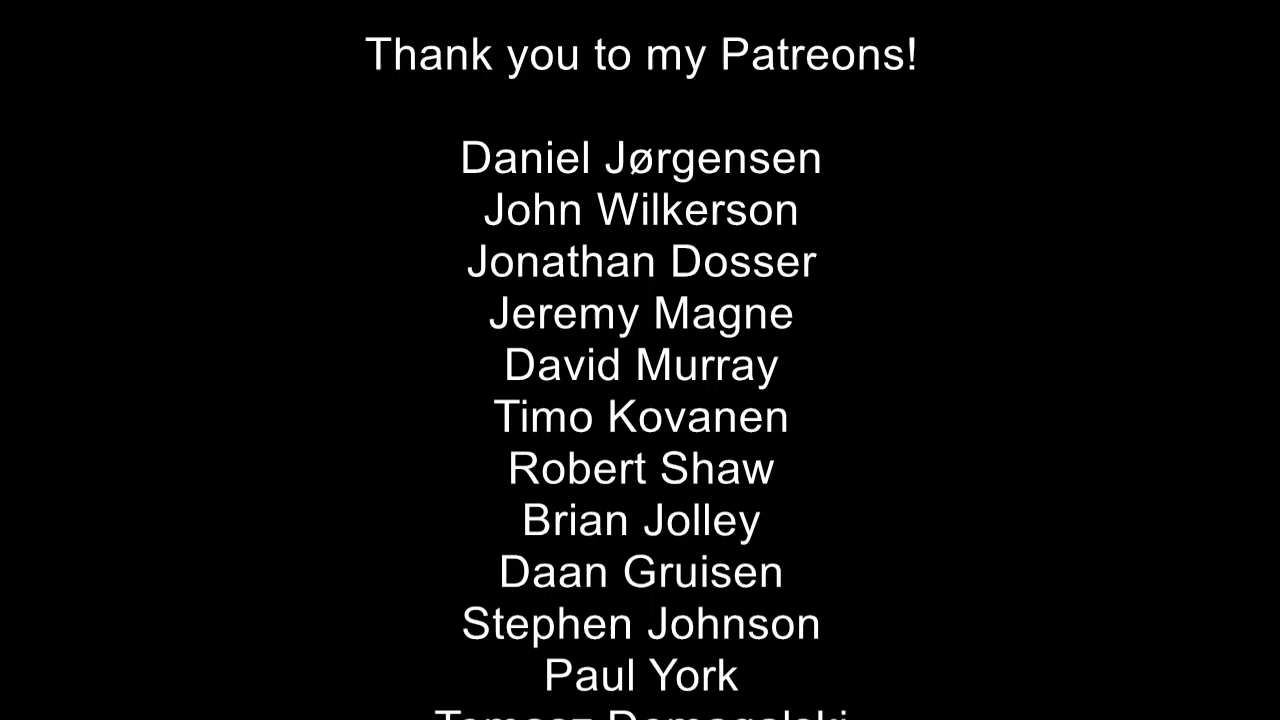 Thank you to my Patreons!
Daniel Jørgensen
John Wilkerson
Jonathan Dosser
Jeremy Magne
David Murray
Timo Kovanen
Robert Shaw
Brian Jolley
Daan Gruisen
Stephen Johnson
Paul York